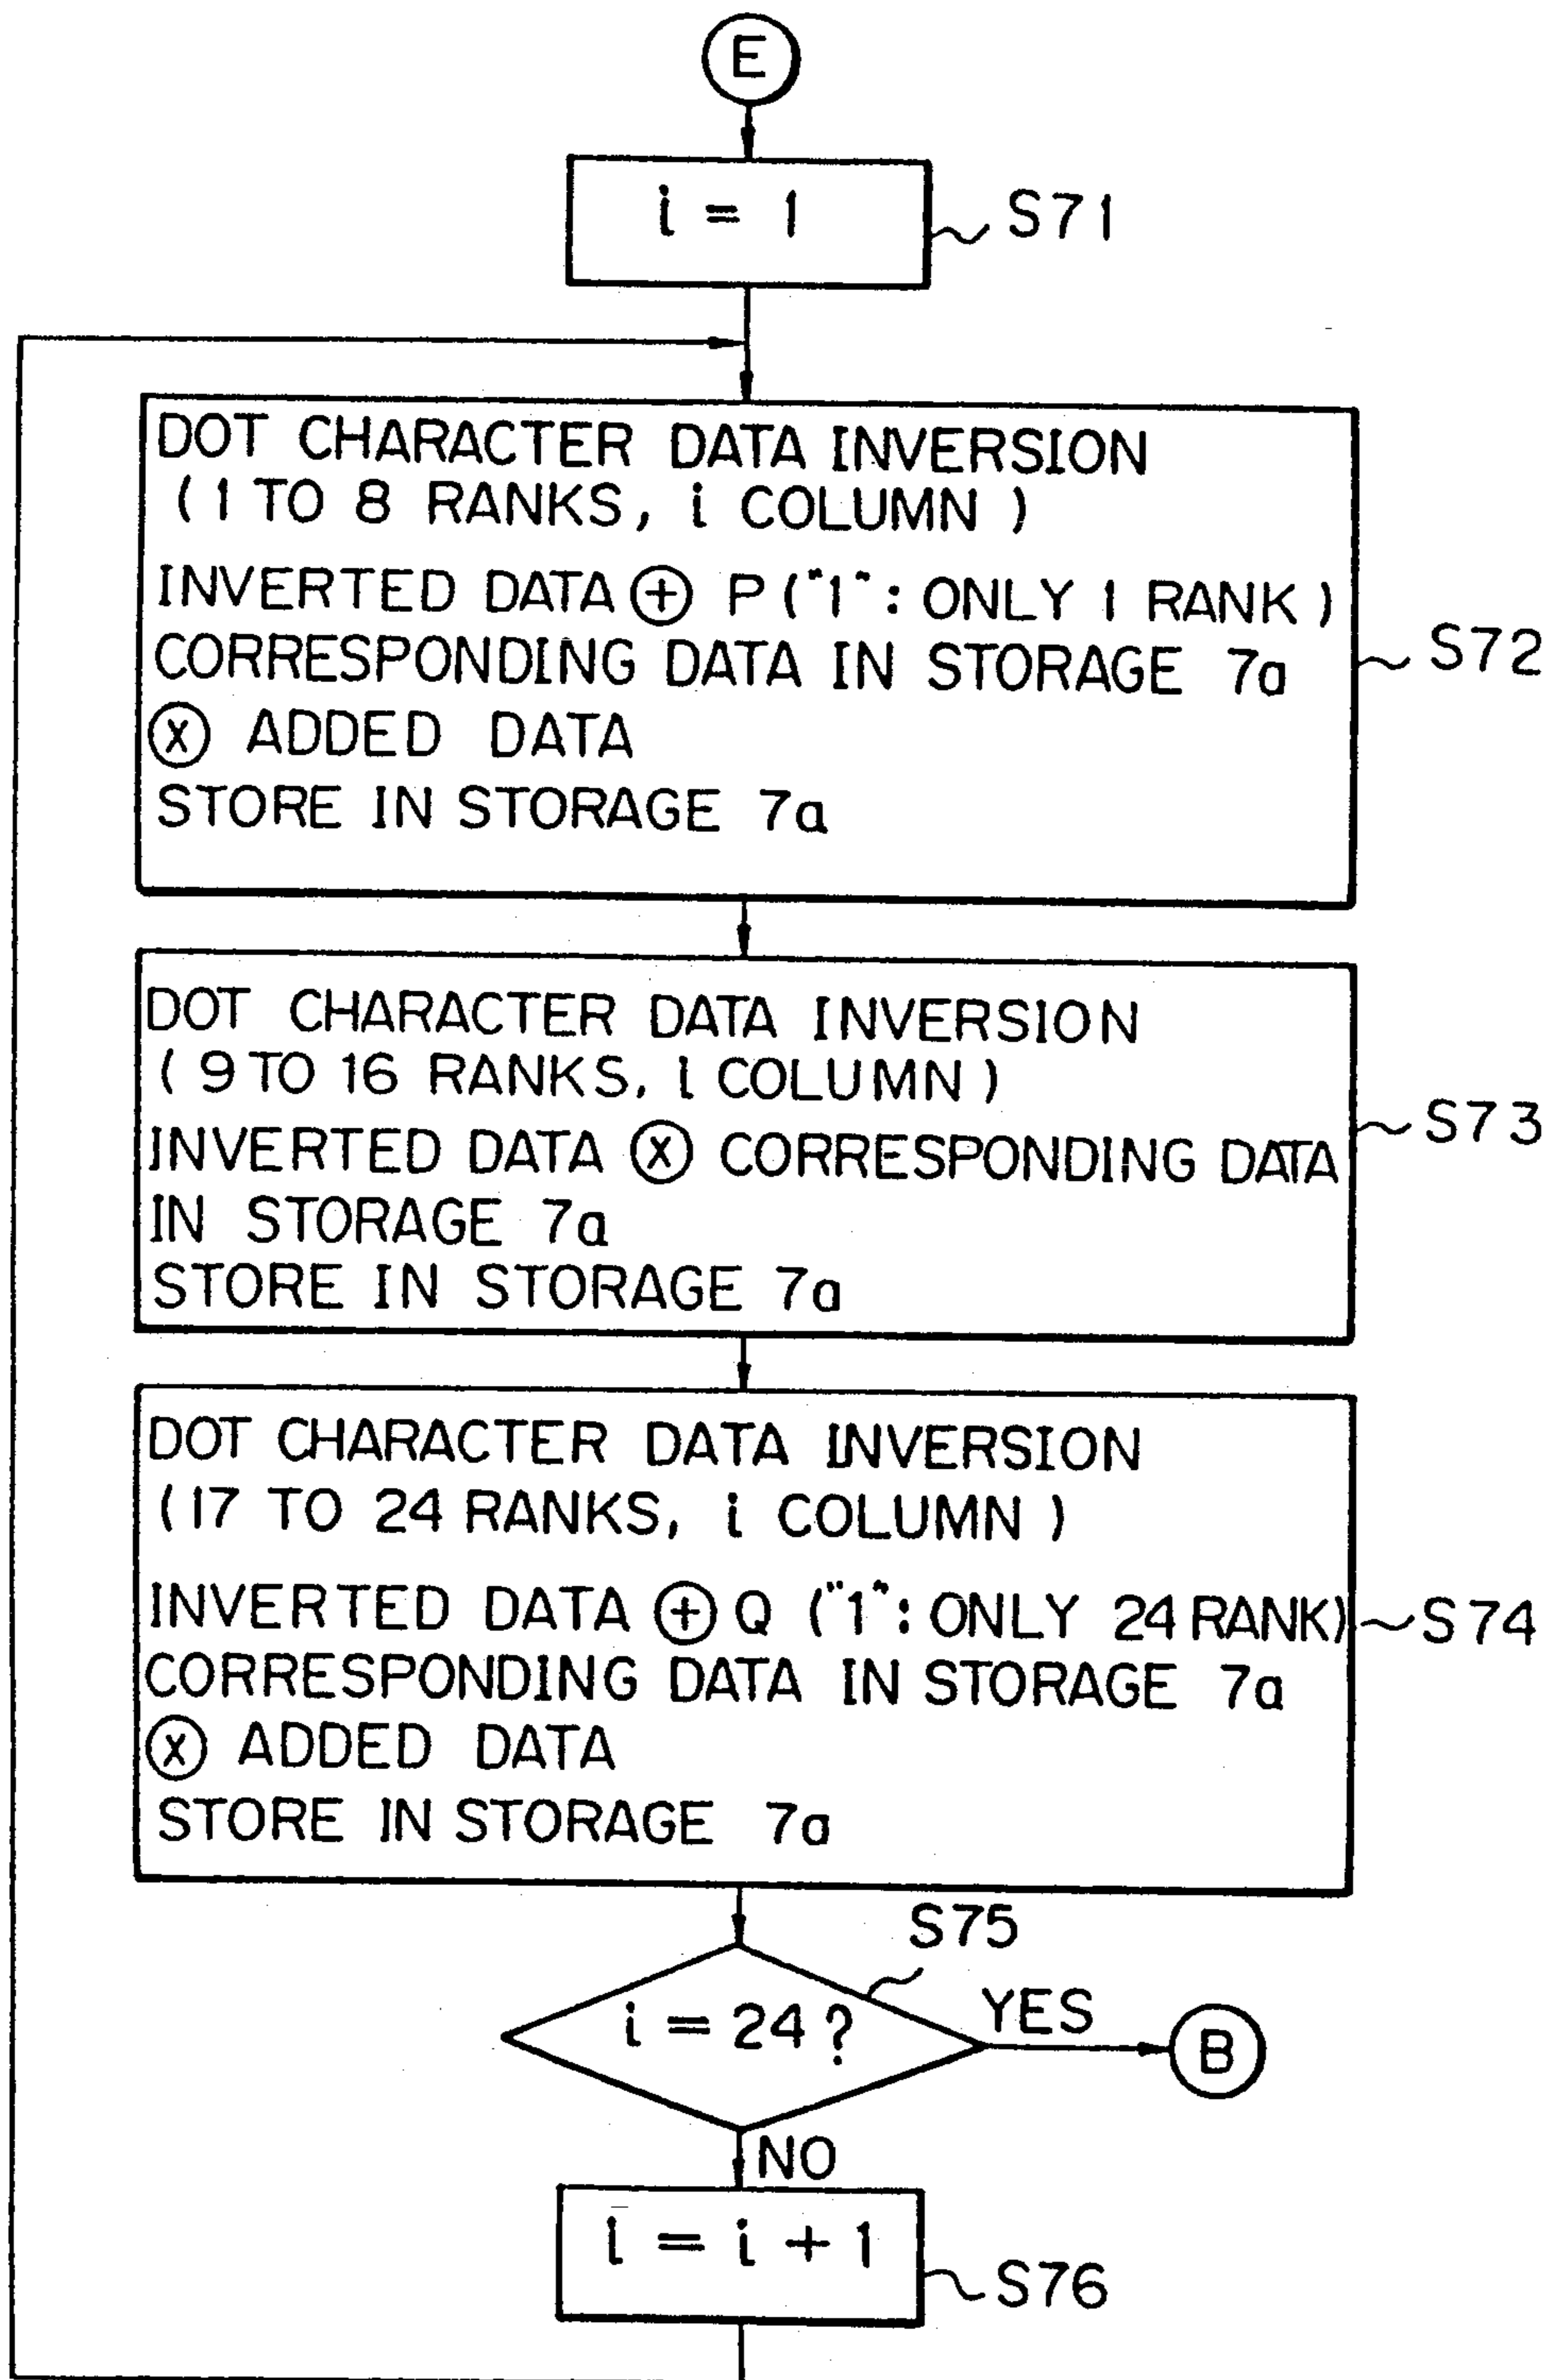 E
i = 1
S71
DOT CHARACTER DATA INVERSION
(1 TO 8 RANKS, i COLUMN)
INVERTED DATA ⊕ P ("1": ONLY 1 RANK)
CORRESPONDING DATA IN STORAGE 7a
S72
ⓧ ADDED DATA
STORE IN STORAGE 7a
DOT CHARACTER DATA INVERSION
(9 TO 16 RANKS, i COLUMN)
S73
INVERTED DATA ⓧ CORRESPONDING DATA
IN STORAGE 7a
STORE IN STORAGE 7a
DOT CHARACTER DATA INVERSION
(17 TO 24 RANKS, i COLUMN)
INVERTED DATA ⊕ Q ("1": ONLY 24 RANK)
S74
CORRESPONDING DATA IN STORAGE 7a
ⓧ ADDED DATA
STORE IN STORAGE 7a
S75
i = 24?
YES
B
NO
i = i + 1
S76